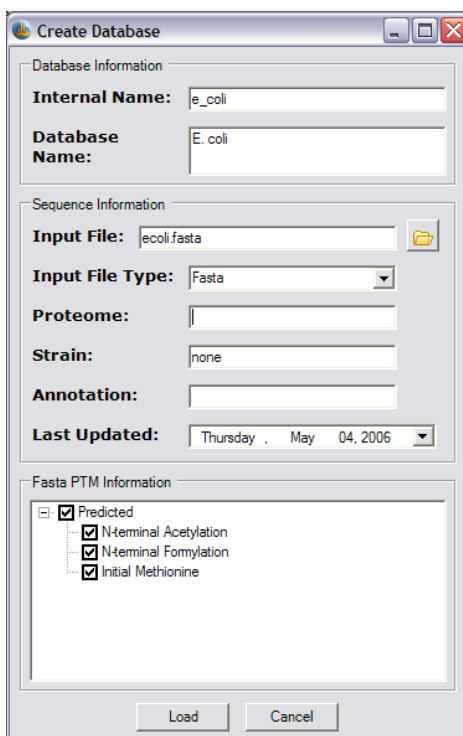 Create Database
Database Information
Internal Name: e_coli
Database E. coli
Name:
Sequence Information
Input File: ecoli.fasta
Input File Type: Fasta
Proteome:
Strain: none
Annotation:
Last Updated: Thursday , May 04, 2006
Fasta PTM Information
Predicted
N-terminal Acetylation
N-terminal Formylation
Initial Methionine
Load Cancel